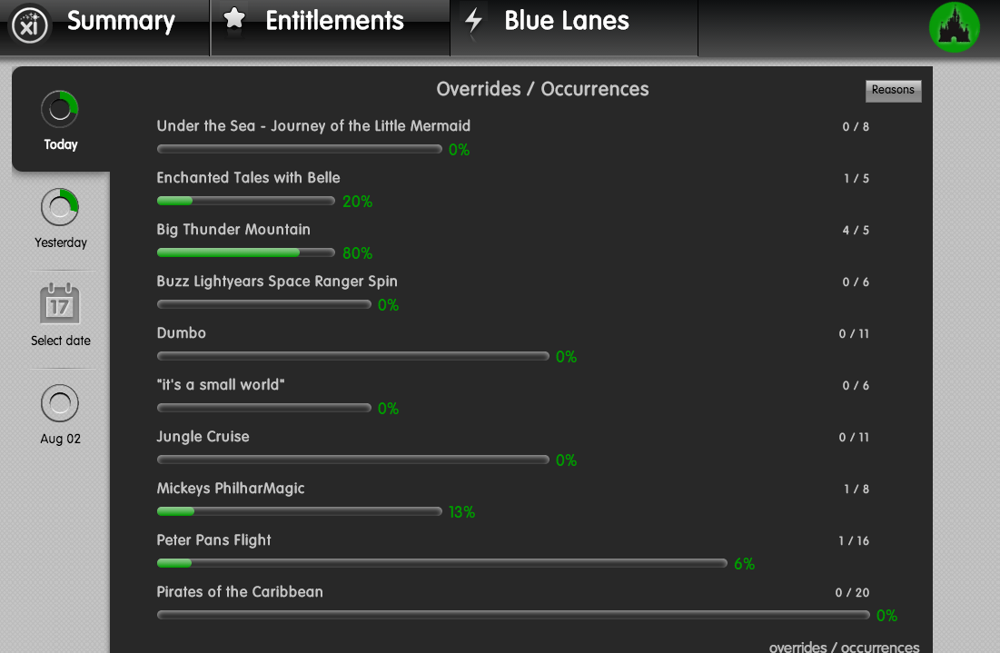 xi Summary Entitlements Blue Lanes
Overrides / Occurrences
Reasons
Today
Yesterday
17
Select date
Aug 02
Under the Sea - Journey of the Little Mermaid 0 / 8
0%
Enchanted Tales with Belle 1 / 5
20%
Big Thunder Mountain 4 / 5
80%
Buzz Lightyears Space Ranger Spin 0 / 6
0%
Dumbo 0 / 11
0%
"it's a small world" 0 / 6
0%
Jungle Cruise 0 / 11
0%
Mickeys PhilharMagic 1 / 8
13%
Peter Pans Flight 1 / 16
6%
Pirates of the Caribbean 0 / 20
0%
overrides / occurrences